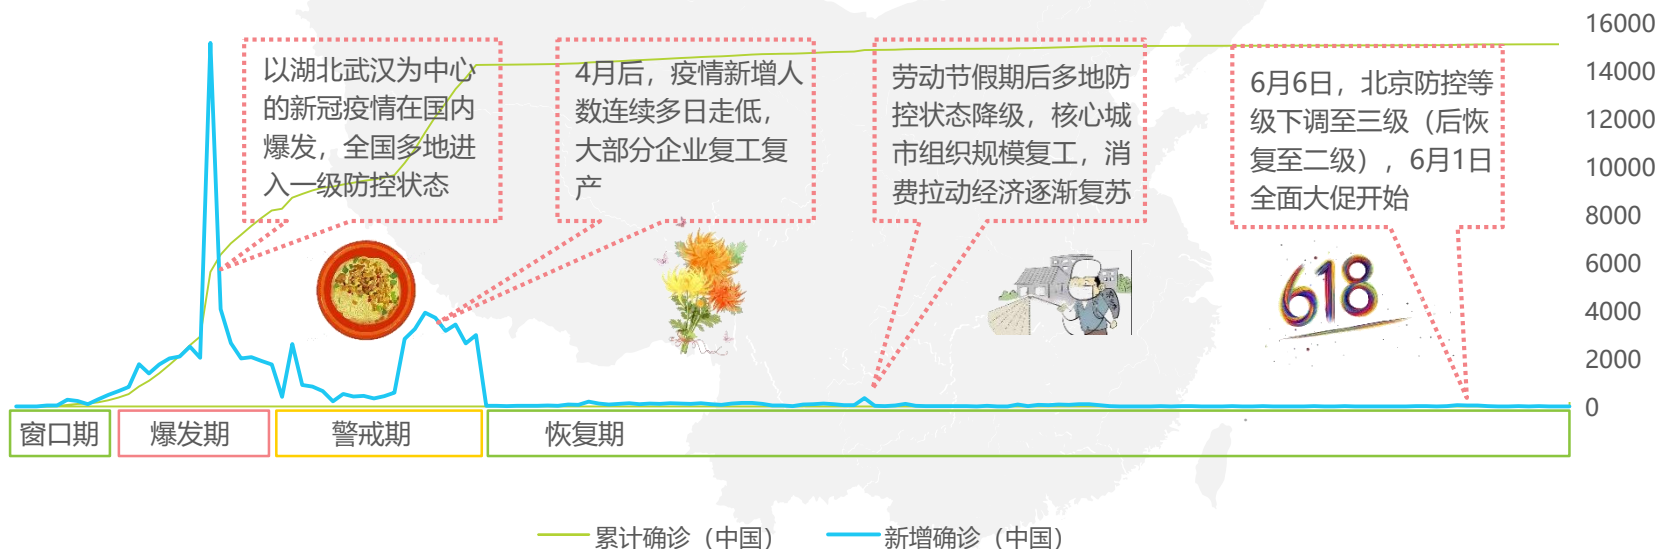 以湖北武汉为中心
的新冠疫情在国内
爆发，全国多地进
入一级防控状态
4月后，疫情新增人
数连续多日走低，
大部分企业复工复
产
劳动节假期后多地防
控状态降级，核心城
市组织规模复工，消
费拉动经济逐渐复苏
6月6日，北京防控等
级下调至三级（后恢
复至二级），6月1日
全面大促开始
618
16000
14000
12000
10000
8000
6000
4000
2000
0
窗口期
爆发期
警戒期
恢复期
累计确诊（中国）
新增确诊（中国）